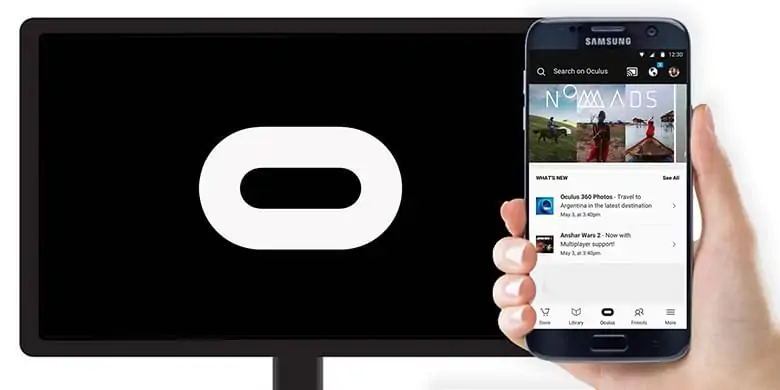 SAMSUNG
12:30
Search on Oculus
NOMADS
WHAT'S NEW
See All
Oculus 360 Photos - Travel to
Argentina in the latest destination
May 3, at 3:40pm
Anshar Wars 2 - Now with
Multiplayer support!
May 3, at 3:40pm
Store
Library
Oculus
Friends
More